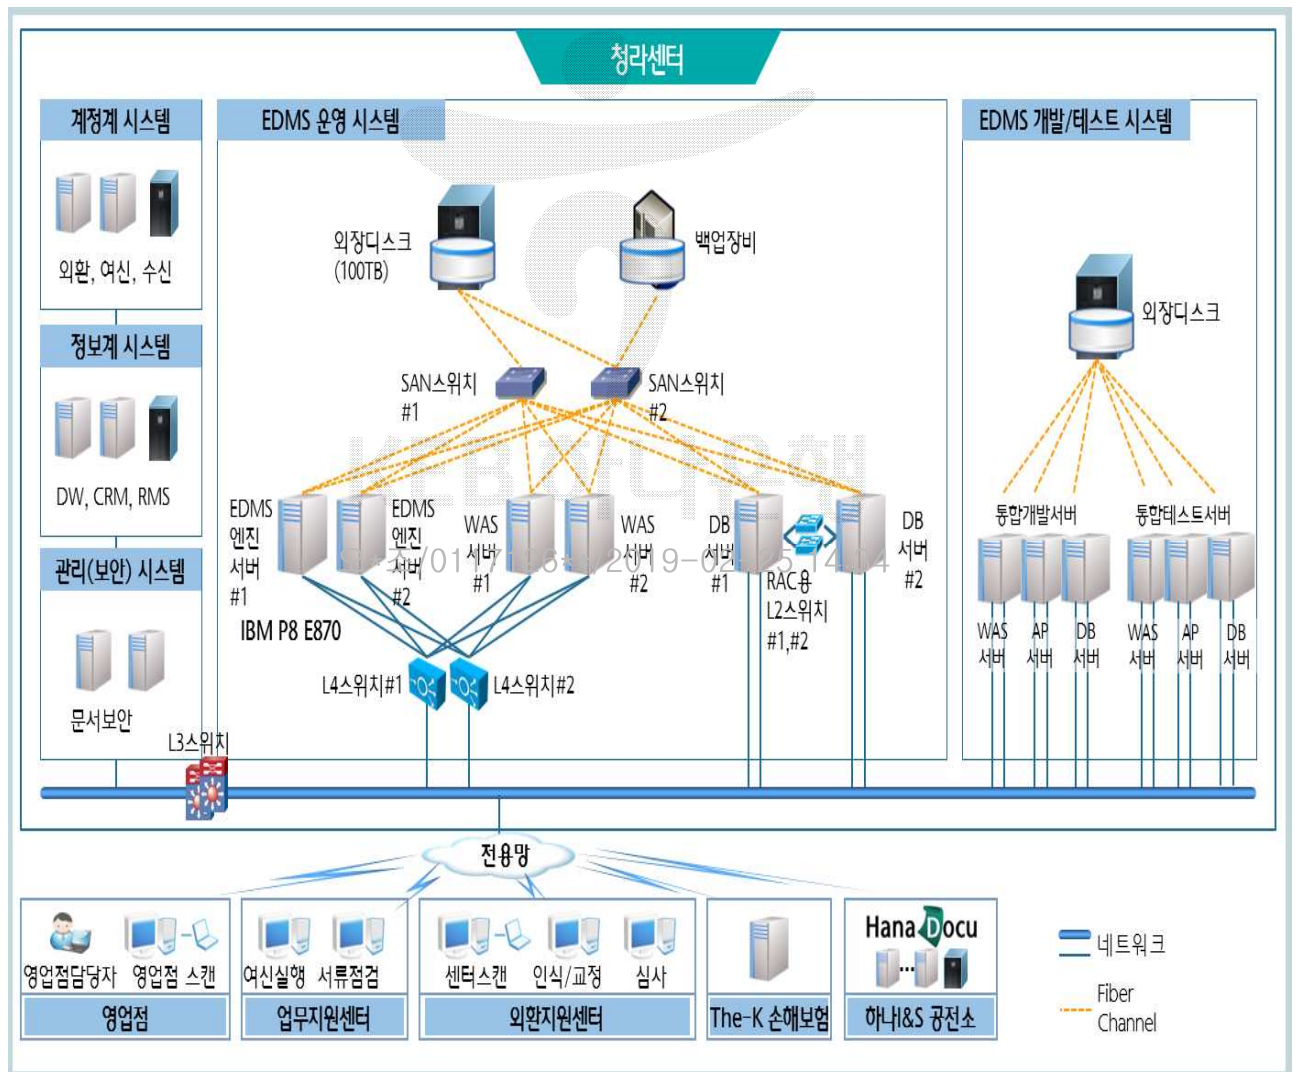 청라센터
계정계 시스템
외환, 여신, 수신
정보계 시스템
DW, CRM, RMS
관리(보안) 시스템
문서보안
L3스위치
EDMS 운영 시스템
외장디스크
(100TB)
백업장비
SAN스위치
#1
SAN스위치
#2
EDMS
엔진
서버
#1
EDMS
엔진
서버
#2
WAS
서버
#1
WAS
서버
#2
DB
서버
#1
DB
서버
#2
RAC용
L2스위치
#1,#2
IBM P8 E870
L4스위치#1
L4스위치#2
EDMS 개발/테스트 시스템
외장디스크
통합개발서버
통합테스트서버
WAS
서버
AP
서버
DB
서버
WAS
서버
AP
서버
DB
서버
전용망
영업점담당자
영업점 스캔
영업점
여신실행
서류점검
업무지원센터
센터스캔
인식/교정
심사
외환지원센터
The-K 손해보험
Hana Docu
하나I&S 공전소
네트워크
Fiber
Channel